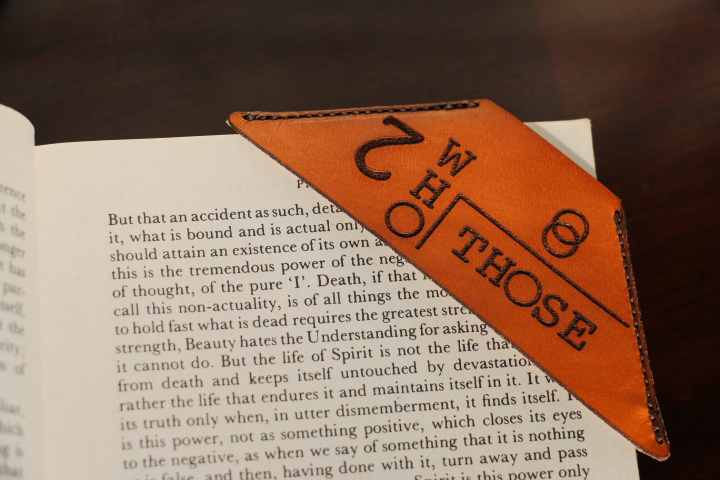 2
WHO
THOSE
But that an accident as such,
it, what is bound and is actual only
should attain an existence of its own
this is the tremendous power of the
of thought, of the pure ‘I’. Death, if that
call this non-actuality, is of all things the
to hold fast what is dead requires the greatest
strength, Beauty hates the Understanding for asking
it cannot do. But the life of Spirit is not the life
from death and keeps itself untouched by
rather the life that endures it and maintains itself in it. It
its truth only when, in utter dismemberment, it finds itself.
is this power, not as something positive, which closes its eyes
to the negative, as when we say of something that it is nothing
is false, and then, having done with it, turn away and pass
Spirit is this power only